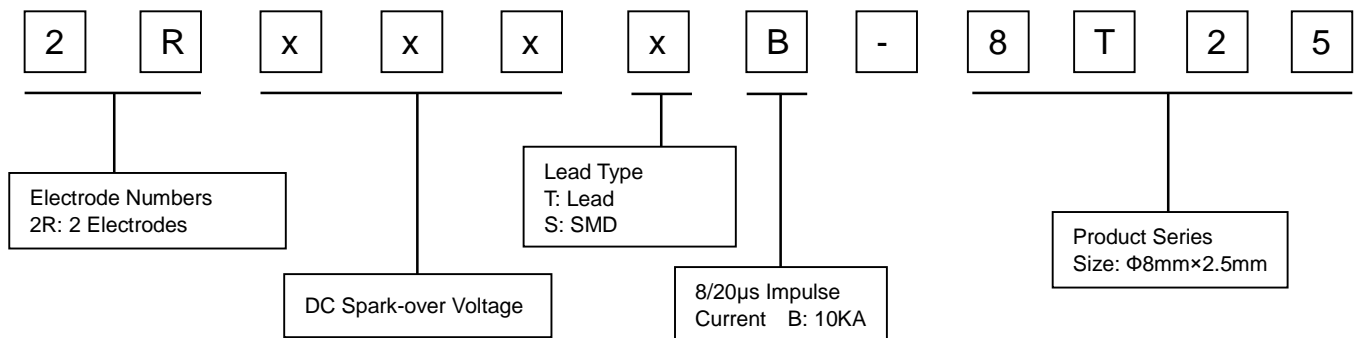 2 R x x x x B - 8 T 2 5
Electrode Numbers
2R: 2 Electrodes
DC Spark-over Voltage
Lead Type
T: Lead
S: SMD
8/20μs Impulse
Current B: 10KA
Product Series
Size: Φ8mm×2.5mm